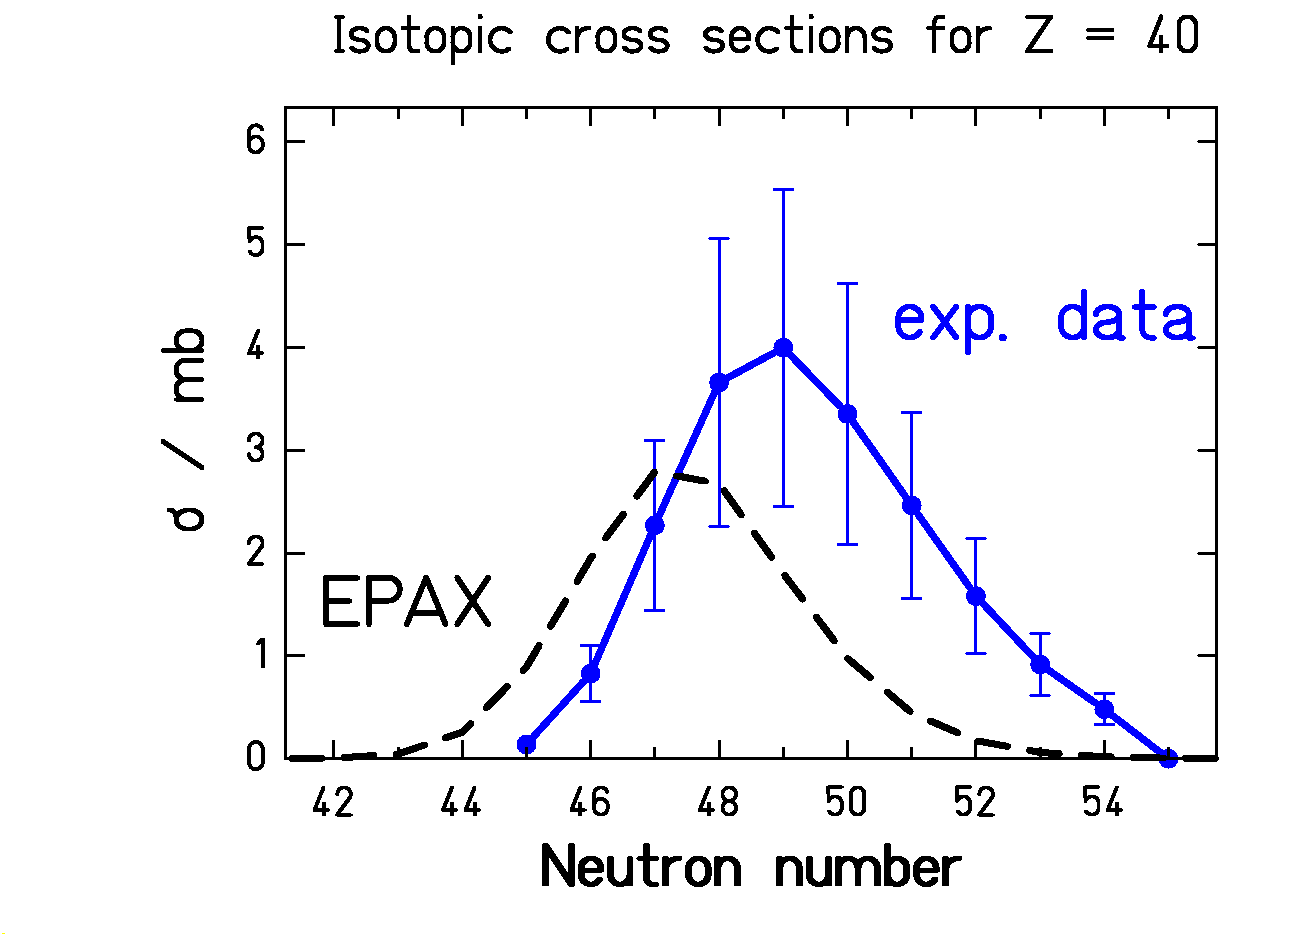 Isotopic cross sections for Z = 40
6
5
4
3
2
1
0
σ / mb
exp. data
EPAX
42 44 46 48 50 52 54
Neutron number